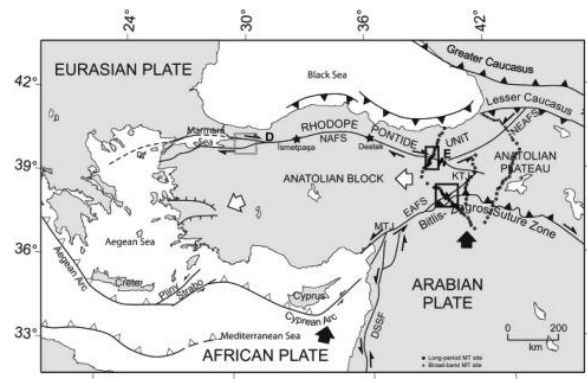 24° 30° 36° 42°
EURASIAN PLATE
Greater Caucasus
Black Sea
42°
Lesser Caucasus
Marmara
Sea
D
RHODOPE
PONTIDE
UNIT
NEAFS
NAFS
Ismetpaşa
E
39°
ANATOLIAN BLOCK
KTJ
ANATOLIAN
PLATEAU
EAFS
MTJ
Bitlis-Zagros Suture Zone
Aegean Sea
36°
ARABIAN
PLATE
Aegean Arc
Crete
Pliny
Strabo
Cyprus
Cyprean Arc
DSSF
0 200
km
33°
Mediterranean Sea
AFRICAN PLATE
Long-period MT site
Broad-band MT site